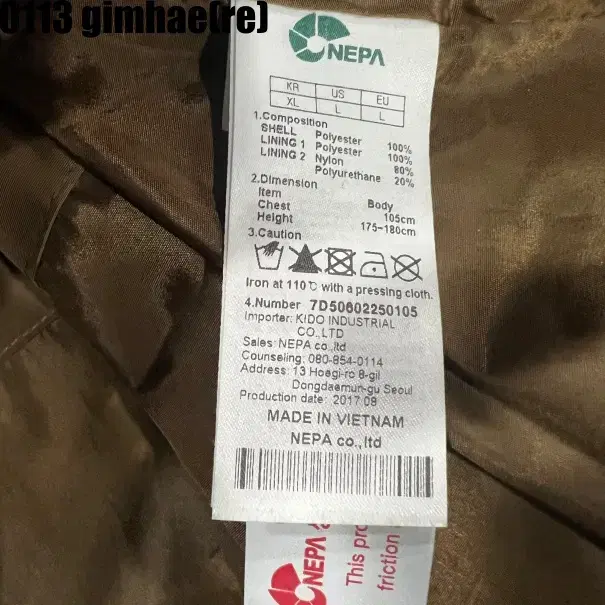 0113 gimhae(re)
NEPA
KR US EU
XL L L
1.Composition
SHELL Polyester 100%
LINING 1 Polyester 100%
LINING 2 Nylon 80%
Polyurethane 20%
2.Dimension
Item Body
Chest 105cm
Height 175~180cm
3.Caution
Iron at 110℃ with a pressing cloth.
4.Number 7D50602250105
Importer: KIDO INDUSTRIAL
CO.,LTD
Sales: NEPA co.,ltd
Counseling: 080-854-0114
Address: 13 Hoegi-ro 8-gil
Dongdaemun-gu Seoul
Production date: 2017.08
MADE IN VIETNAM
NEPA co.,ltd
NEPA
This pro
friction